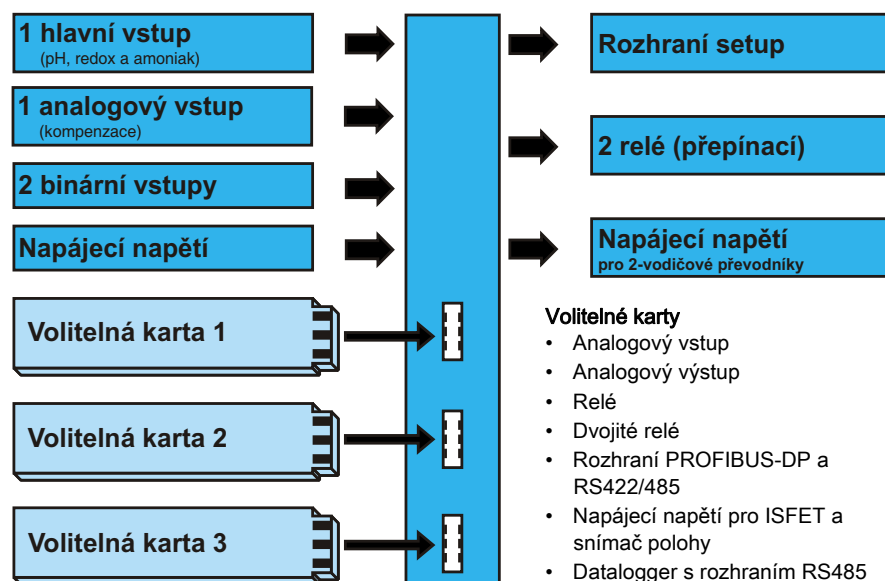 1 hlavní vstup
(pH, redox a amoniak)
1 analogový vstup
(kompenzace)
2 binární vstupy
Napájecí napětí
Volitelná karta 1
Volitelná karta 2
Volitelná karta 3
Rozhraní setup
2 relé (přepínací)
Napájecí napětí
pro 2-vodičové převodníky
Volitelné karty
• Analogový vstup
• Analogový výstup
• Relé
• Dvojité relé
• Rozhraní PROFIBUS-DP a
RS422/485
• Napájecí napětí pro ISFET a
snímač polohy
• Datalogger s rozhraním RS485